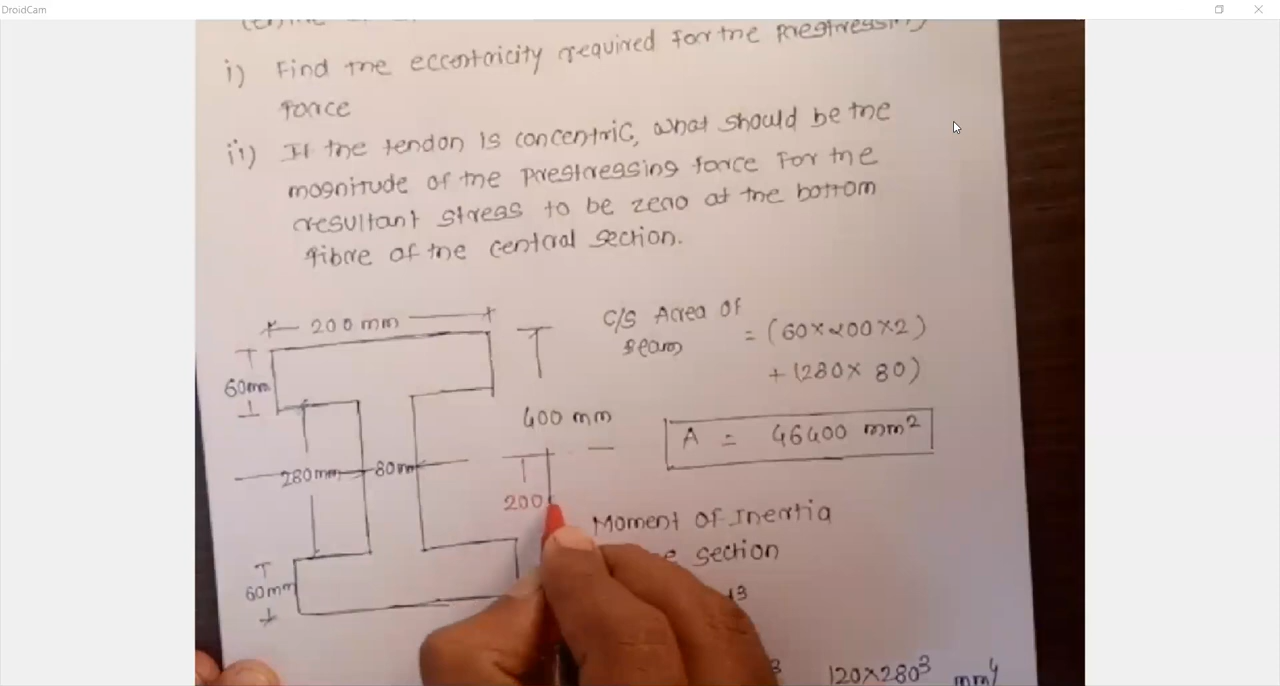 DroidCam
i) Find the eccentricity required for the prestressing
force
ii) If the tendon is concentric, what should be the
magnitude of the prestressing force for the
resultant stress to be zero at the bottom
fibre of the central section.
200 mm
60mm
280mm
80mm
60mm
400 mm
200
C/S Area of
Beam
= (60×200×2)
+ (280× 80)
A = 46400 mm²
Moment of Inertia
section
120×280³ mm⁴